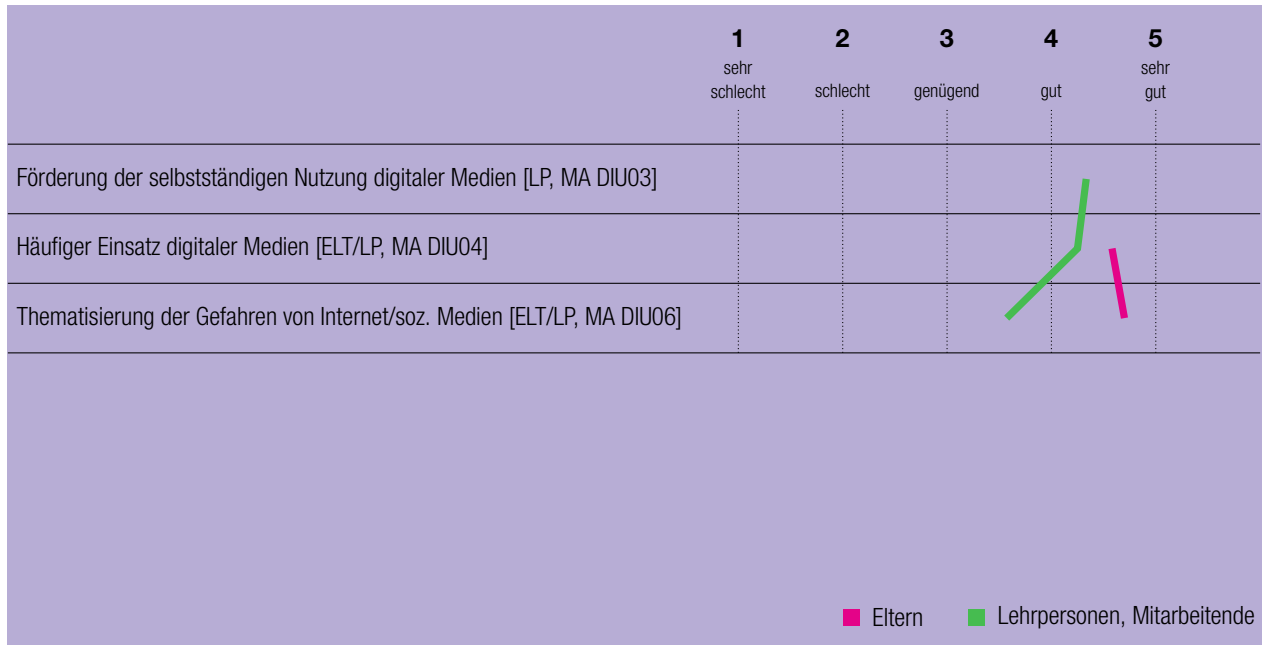 1 2 3 4 5
sehr schlecht schlecht genügend gut sehr gut
Förderung der selbstständigen Nutzung digitaler Medien [LP, MA DIU03]
Häufiger Einsatz digitaler Medien [ELT/LP, MA DIU04]
Thematisierung der Gefahren von Internet/soz. Medien [ELT/LP, MA DIU06]
Eltern Lehrpersonen, Mitarbeitende